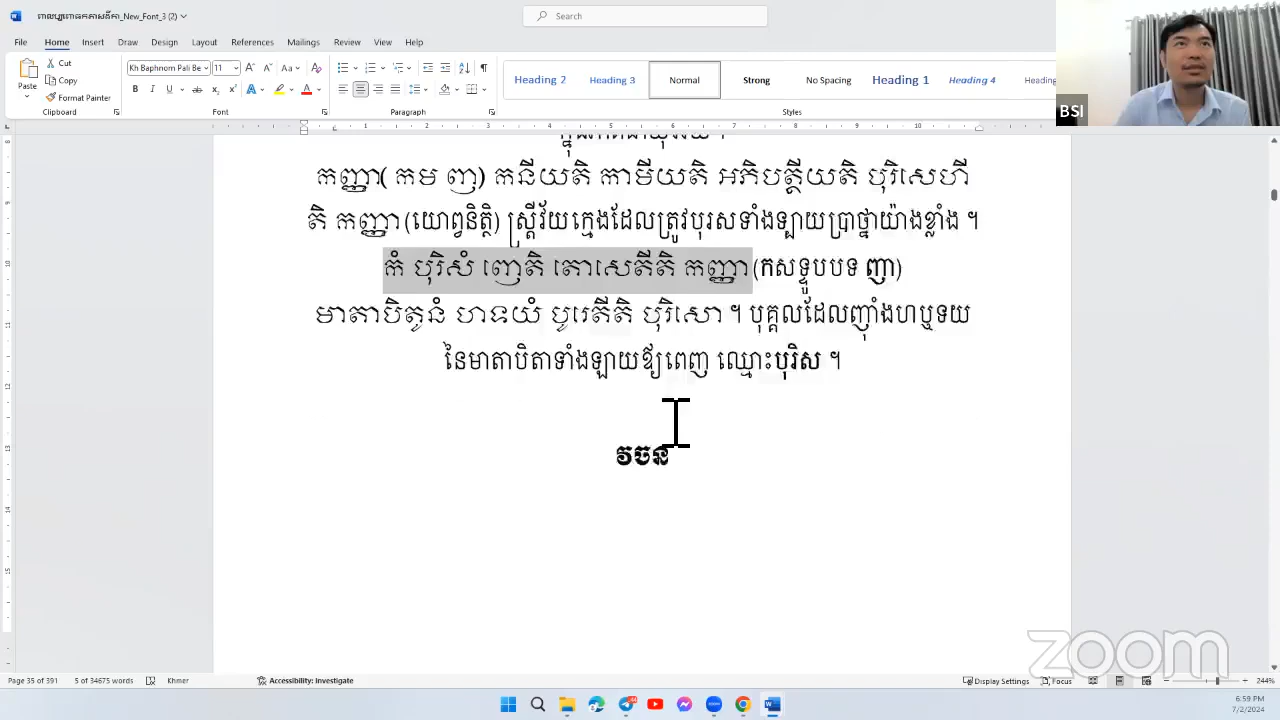 Search
File Home Insert Draw Design Layout References Mailings Review View Help
Paste Cut Copy Format Painter
Kh Baphnom Pali Be 11
Heading 2 Heading 3 Normal Strong No Spacing Heading 1 Heading 4 Heading
Clipboard Font Paragraph Styles
BSI
កញ្ញា( កម ញ) កនីយតិ កាមីយតិ អភិបត្ថីយតិ បុរិសេហី
តិ កញ្ញា(យោព្វនិត្ថិ) ស្ត្រីវ័យក្មេងដែលត្រូវបុរសទាំងឡាយប្រាថ្នាយ៉ាងខ្លាំង ។
កំ បុរិសំ ញេតិ តោសេតីតិ កញ្ញា(កសទ្ទូបបទ ញា)
មាតាបិតូនំ ហទយំ បូរេតីតិ បុរិសោ ។ បុគ្គលដែលញ៉ាំងហឫទយ
នៃមាតាបិតាទាំងឡាយឱ្យពេញ ឈ្មោះបុរិស ។
វចនៈ
zoom
Page 35 of 391 5 of 34675 words Khmer Accessibility: Investigate Display Settings Focus 244%
6:59 PM
7/2/2024